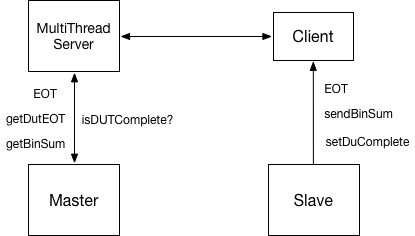 MultiThread
Server
Client
EOT
getDutEOT
getBinSum
isDUTComplete?
EOT
sendBinSum
setDuComplete
Master
Slave